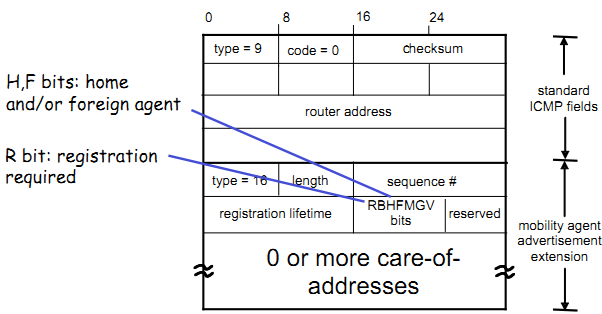 0 8 16 24
type = 9 code = 0 checksum
H,F bits: home
and/or foreign agent
standard
ICMP fields
router address
R bit: registration
required
type = 16 length sequence #
registration lifetime RBHFMGV
bits reserved
mobility agent
advertisement
extension
0 or more care-of-
addresses